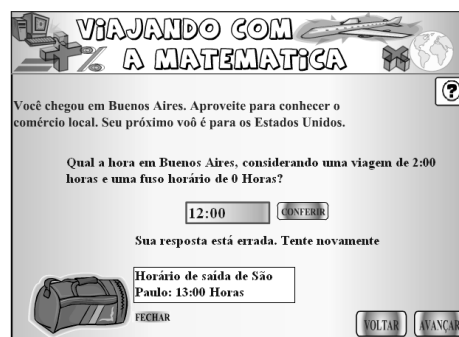 VIAJANDO COM
A MATEMATICA
?
Você chegou em Buenos Aires. Aproveite para conhecer o
comércio local. Seu próximo voô é para os Estados Unidos.
Qual a hora em Buenos Aires, considerando uma viagem de 2:00
horas e uma fuso horário de 0 Horas?
12:00 CONFERIR
Sua resposta está errada. Tente novamente
Horário de saída de São
Paulo: 13:00 Horas
FECHAR
VOLTAR AVANÇAR